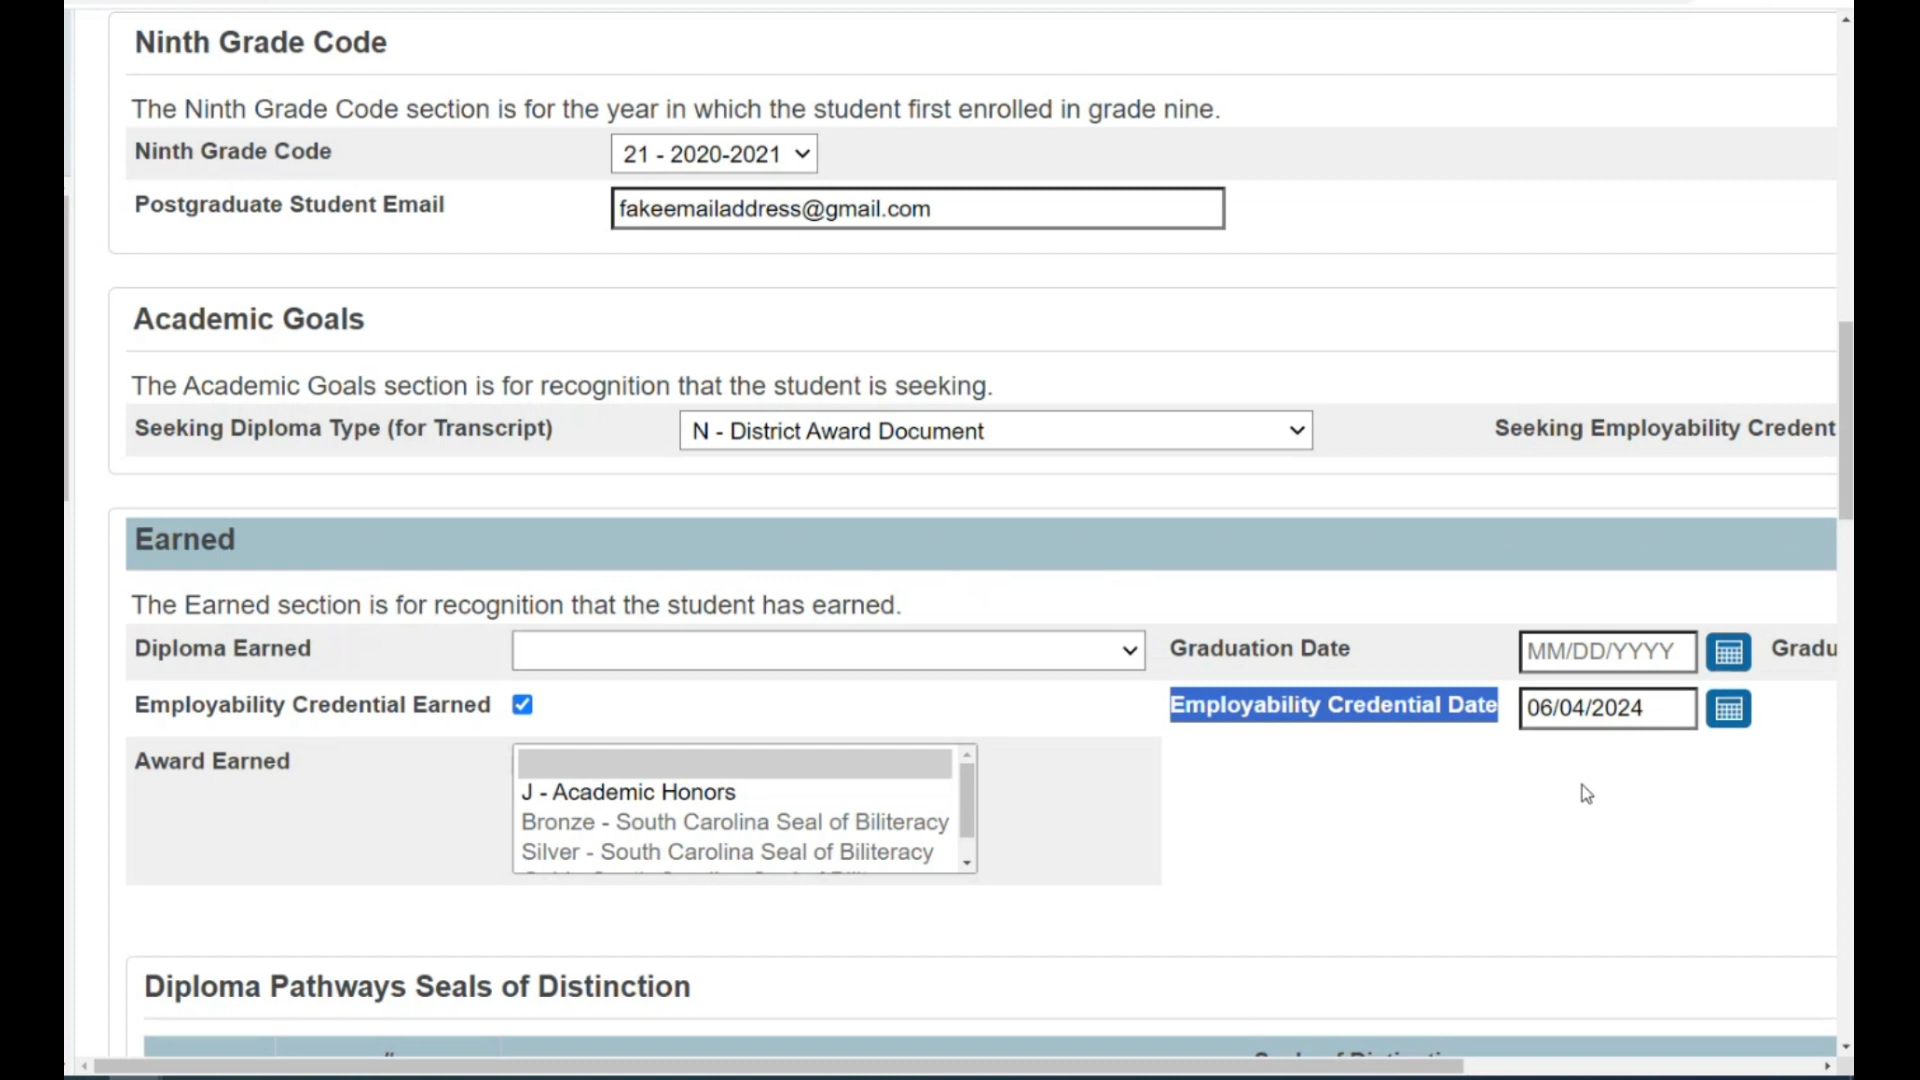 Ninth Grade Code
The Ninth Grade Code section is for the year in which the student first enrolled in grade nine.
Ninth Grade Code 21 - 2020-2021
Postgraduate Student Email fakeemailaddress@gmail.com
Academic Goals
The Academic Goals section is for recognition that the student is seeking.
Seeking Diploma Type (for Transcript) N - District Award Document Seeking Employability Credent
Earned
The Earned section is for recognition that the student has earned.
Diploma Earned Graduation Date MM/DD/YYYY Gradu
Employability Credential Earned Employability Credential Date 06/04/2024
Award Earned
J - Academic Honors
Bronze - South Carolina Seal of Biliteracy
Silver - South Carolina Seal of Biliteracy
Diploma Pathways Seals of Distinction